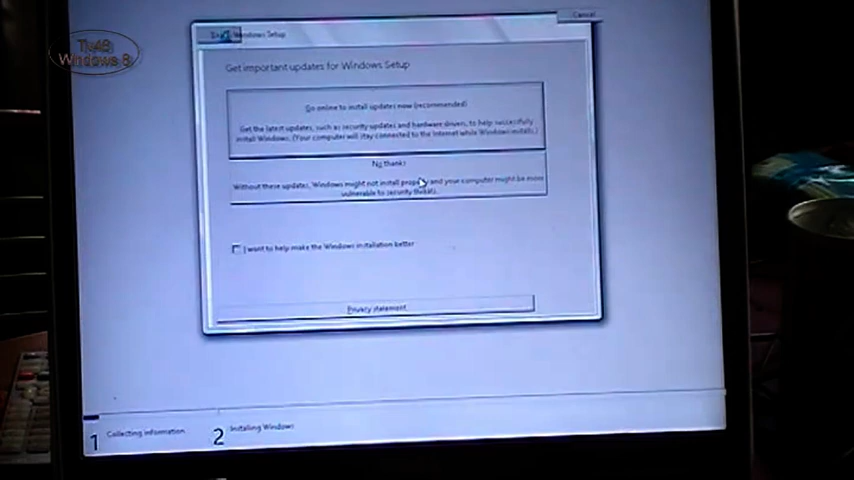 Cancel
Windows Setup
Get important updates for Windows Setup
Go online to install updates now (recommended)
Get the latest updates, such as security updates and hardware drivers, to help successfully
install Windows. (Your computer will stay connected to the Internet while Windows installs.)
No thanks
Without these updates, Windows might not install properly and your computer might be more
vulnerable to security threats.
I want to help make the Windows installation better
Privacy statement
1 Collecting information
2 Installing Windows
Windows 8